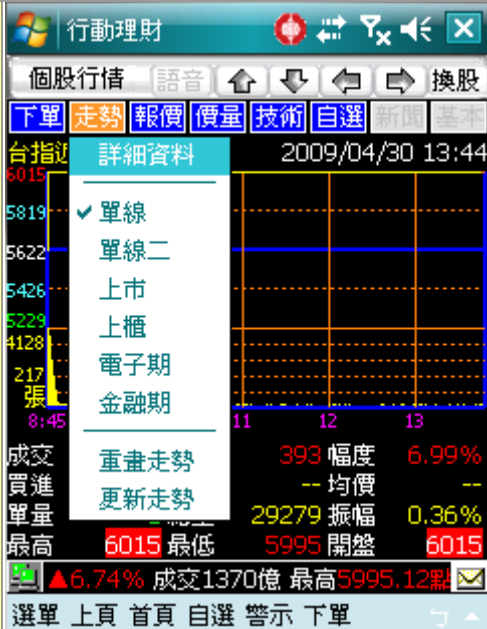 行動理財
個股行情 語音 換股
下單 走勢 報價 價量 技術 自選 新聞 基本
台指近 2009/04/30 13:44
詳細資料
6015
5819
單線
單線二
5622
上市
5426
上櫃
5229
4128
電子期
217
金融期
張
8:45 11 12 13
成交 393 幅度 6.99%
重畫走勢
買進 -- 均價 --
更新走勢
單量 總量 29279 振幅 0.36%
最高 6015 最低 5995 開盤 6015
▲6.74% 成交1370億 最高5995.12點
選單 上頁 首頁 自選 警示 下單